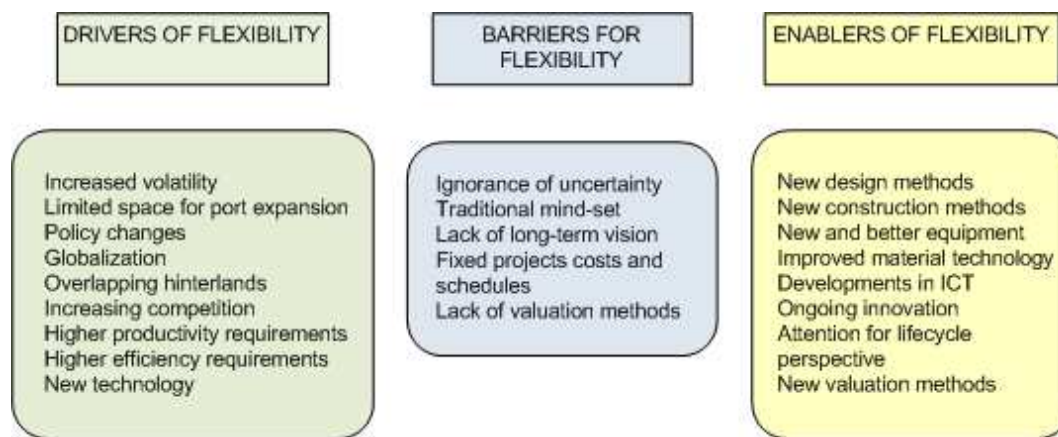 DRIVERS OF FLEXIBILITY
Increased volatility
Limited space for port expansion
Policy changes
Globalization
Overlapping hinterlands
Increasing competition
Higher productivity requirements
Higher efficiency requirements
New technology
BARRIERS FOR
FLEXIBILITY
Ignorance of uncertainty
Traditional mind-set
Lack of long-term vision
Fixed projects costs and
schedules
Lack of valuation methods
ENABLERS OF FLEXIBILITY
New design methods
New construction methods
New and better equipment
Improved material technology
Developments in ICT
Ongoing innovation
Attention for lifecycle
perspective
New valuation methods